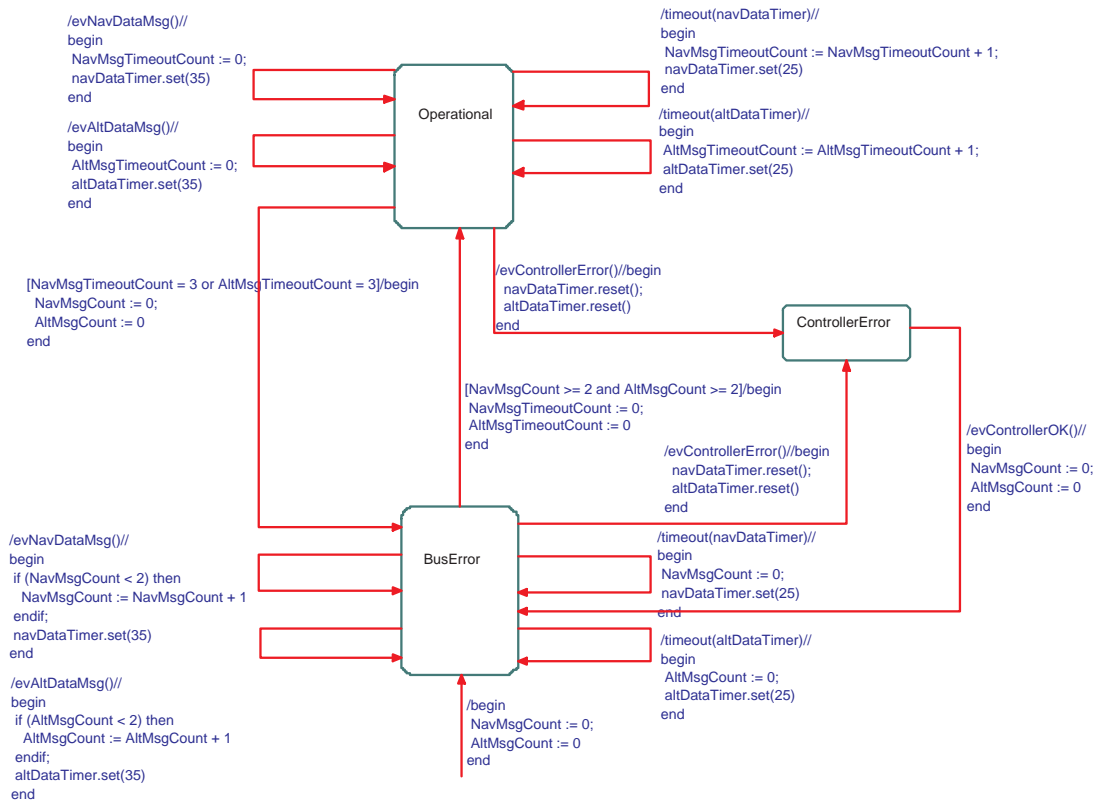 /evNavDataMsg()//
begin
NavMsgTimeoutCount := 0;
navDataTimer.set(35)
end
/timeout(navDataTimer)//
begin
NavMsgTimeoutCount := NavMsgTimeoutCount + 1;
navDataTimer.set(25)
end
/evAltDataMsg()//
begin
AltMsgTimeoutCount := 0;
altDataTimer.set(35)
end
Operational
/timeout(altDataTimer)//
begin
AltMsgTimeoutCount := AltMsgTimeoutCount + 1;
altDataTimer.set(25)
end
[NavMsgTimeoutCount = 3 or AltMsgTimeoutCount = 3]/begin
NavMsgCount := 0;
AltMsgCount := 0
end
/evControllerError()//begin
navDataTimer.reset();
altDataTimer.reset()
end
ControllerError
[NavMsgCount >= 2 and AltMsgCount >= 2]/begin
NavMsgTimeoutCount := 0;
AltMsgTimeoutCount := 0
end
/evControllerError()//begin
navDataTimer.reset();
altDataTimer.reset()
end
/evControllerOK()//
begin
NavMsgCount := 0;
AltMsgCount := 0
end
/evNavDataMsg()//
begin
if (NavMsgCount < 2) then
NavMsgCount := NavMsgCount + 1
endif;
navDataTimer.set(35)
end
BusError
/timeout(navDataTimer)//
begin
NavMsgCount := 0;
navDataTimer.set(25)
end
/timeout(altDataTimer)//
begin
AltMsgCount := 0;
altDataTimer.set(25)
end
/evAltDataMsg()//
begin
if (AltMsgCount < 2) then
AltMsgCount := AltMsgCount + 1
endif;
altDataTimer.set(35)
end
/begin
NavMsgCount := 0;
AltMsgCount := 0
end